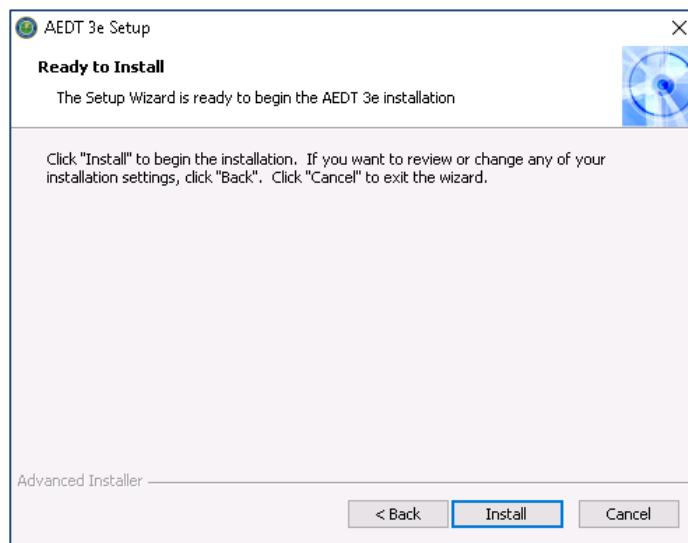 AEDT 3e Setup
Ready to Install
The Setup Wizard is ready to begin the AEDT 3e installation
Click "Install" to begin the installation. If you want to review or change any of your
installation settings, click "Back". Click "Cancel" to exit the wizard.
Advanced Installer
< Back Install Cancel